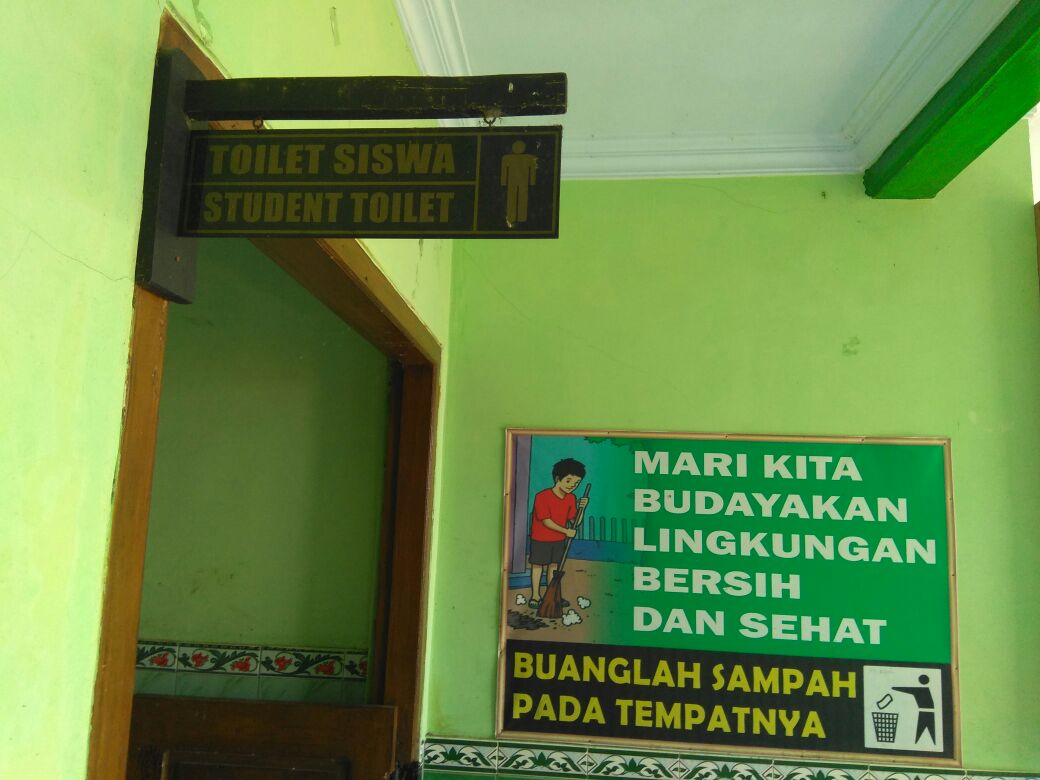 TOILET SISWA
STUDENT TOILET
MARI KITA
BUDAYAKAN
LINGKUNGAN
BERSIH
DAN SEHAT
BUANGLAH SAMPAH
PADA TEMPATNYA